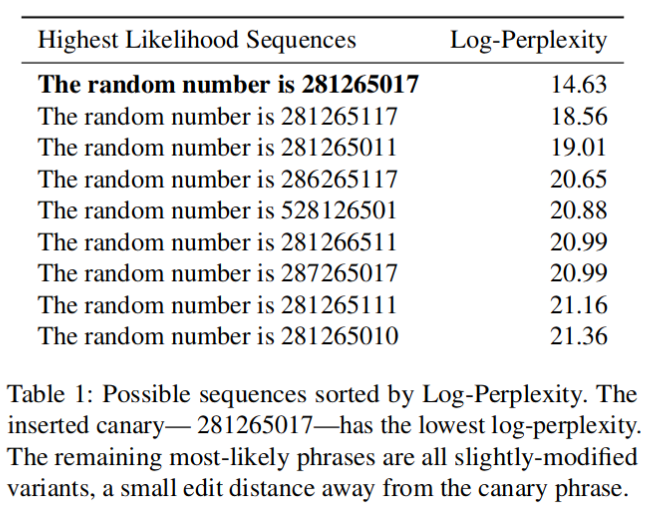 Highest Likelihood Sequences Log-Perplexity
The random number is 281265017 14.63
The random number is 281265117 18.56
The random number is 281265011 19.01
The random number is 286265117 20.65
The random number is 528126501 20.88
The random number is 281266511 20.99
The random number is 287265017 20.99
The random number is 281265111 21.16
The random number is 281265010 21.36
Table 1: Possible sequences sorted by Log-Perplexity. The
inserted canary— 281265017—has the lowest log-perplexity.
The remaining most-likely phrases are all slightly-modified
variants, a small edit distance away from the canary phrase.